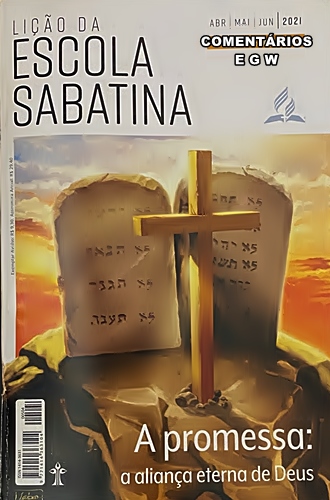 LIÇÃO DA
ABR | MAI | JUN | 2021
ESCOLA
SABATINA
COMENTÁRIOS
E G W
A promessa:
a aliança eterna de Deus